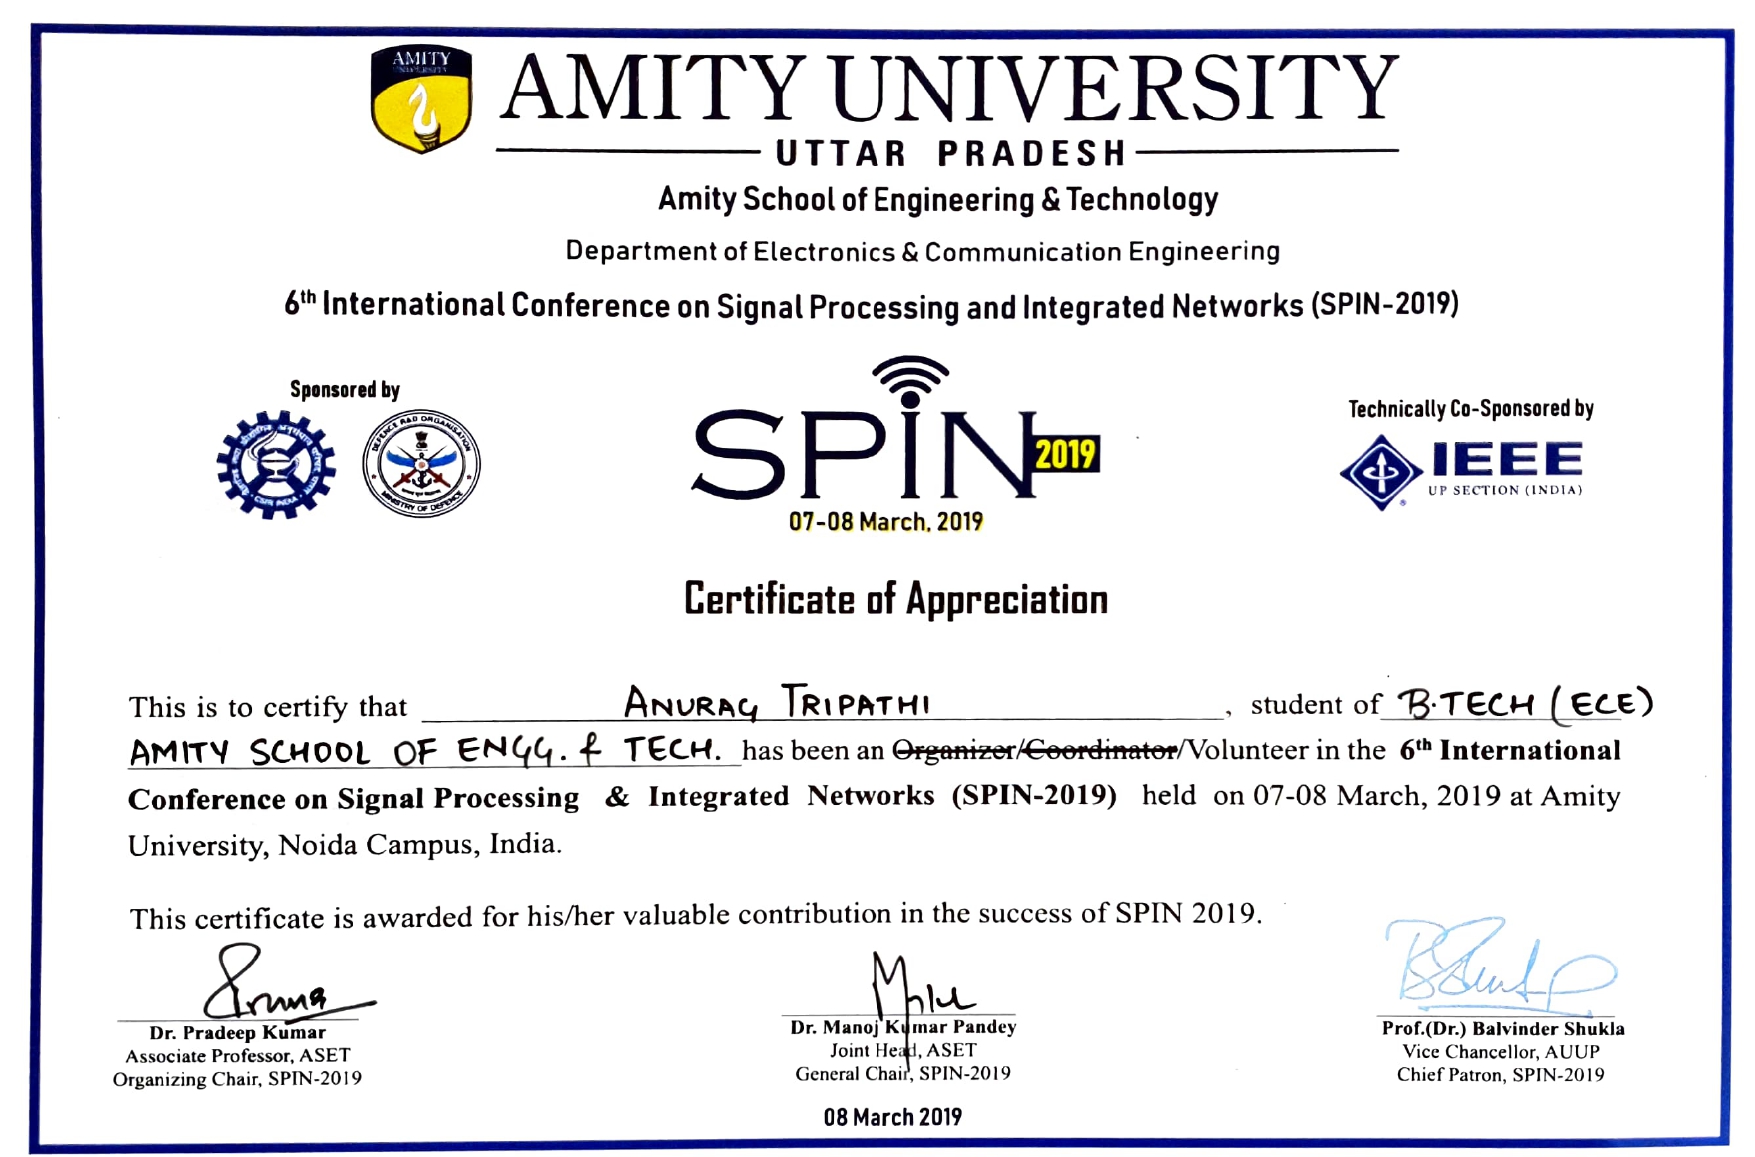 AMITY
UNIVERSITY
AMITY UNIVERSITY
UTTAR PRADESH
Amity School of Engineering & Technology
Department of Electronics & Communication Engineering
6th International Conference on Signal Processing and Integrated Networks (SPIN-2019)
Sponsored by
CSIR INDIA
DEFENCE R&D ORGANISATION
MINISTRY OF DEFENCE
SPIN 2019
07-08 March, 2019
Technically Co-Sponsored by
IEEE
UP SECTION (INDIA)
Certificate of Appreciation
This is to certify that ANURAG TRIPATHI, student of B.TECH (ECE)
AMITY SCHOOL OF ENGG. & TECH. has been an Organizer/Coordinator/Volunteer in the 6th International
Conference on Signal Processing & Integrated Networks (SPIN-2019) held on 07-08 March, 2019 at Amity
University, Noida Campus, India.
This certificate is awarded for his/her valuable contribution in the success of SPIN 2019.
Dr. Pradeep Kumar
Associate Professor, ASET
Organizing Chair, SPIN-2019
Dr. Manoj Kumar Pandey
Joint Head, ASET
General Chair, SPIN-2019
Prof.(Dr.) Balvinder Shukla
Vice Chancellor, AUUP
Chief Patron, SPIN-2019
08 March 2019